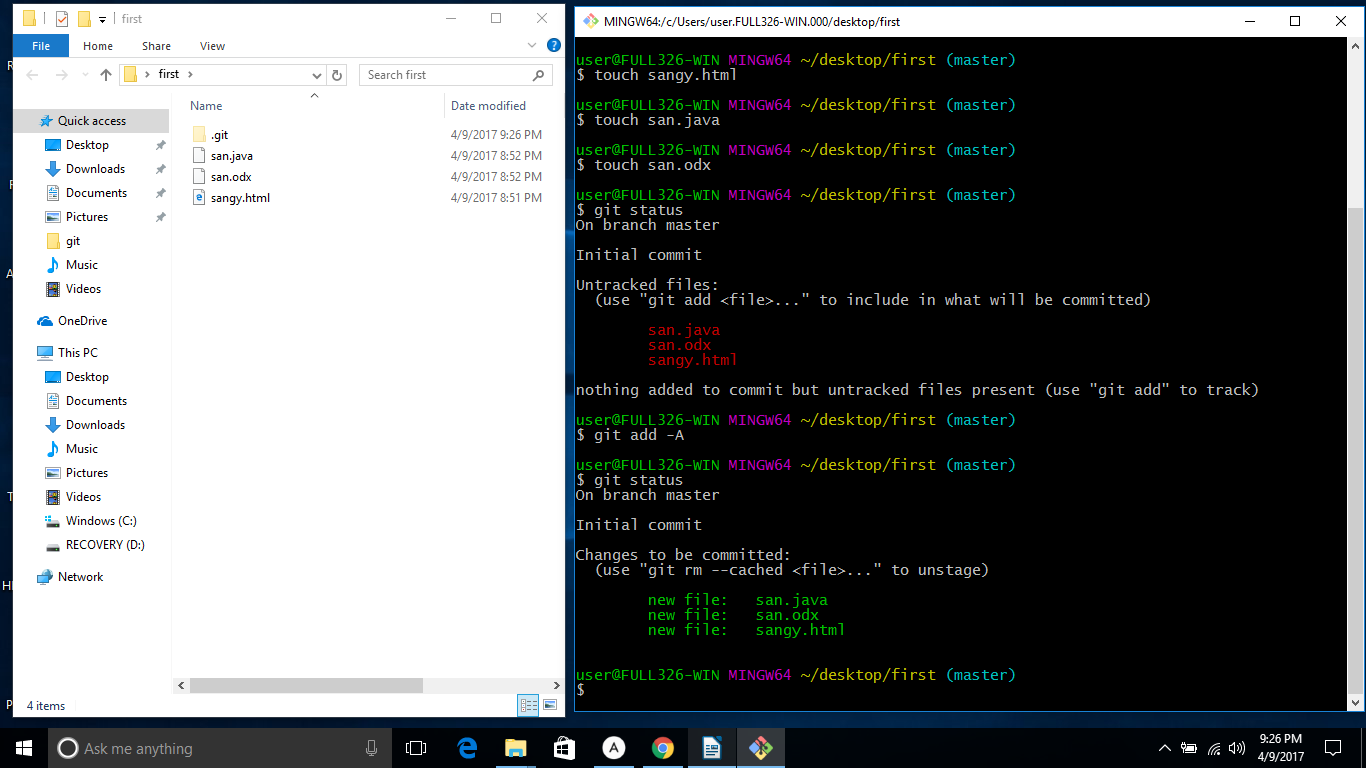 first
File Home Share View
first
Search first
Name Date modified
Quick access
Desktop
Downloads
Documents
Pictures
git
Music
Videos
OneDrive
This PC
Desktop
Documents
Downloads
Music
Pictures
Videos
Windows (C:)
RECOVERY (D:)
Network
.git 4/9/2017 9:26 PM
san.java 4/9/2017 8:52 PM
san.odx 4/9/2017 8:52 PM
sangy.html 4/9/2017 8:51 PM
4 items
MINGW64:/c/Users/user.FULL326-WIN.000/desktop/first
user@FULL326-WIN MINGW64 ~/desktop/first (master)
$ touch sangy.html
user@FULL326-WIN MINGW64 ~/desktop/first (master)
$ touch san.java
user@FULL326-WIN MINGW64 ~/desktop/first (master)
$ touch san.odx
user@FULL326-WIN MINGW64 ~/desktop/first (master)
$ git status
On branch master
Initial commit
Untracked files:
(use "git add <file>..." to include in what will be committed)
san.java
san.odx
sangy.html
nothing added to commit but untracked files present (use "git add" to track)
user@FULL326-WIN MINGW64 ~/desktop/first (master)
$ git add -A
user@FULL326-WIN MINGW64 ~/desktop/first (master)
$ git status
On branch master
Initial commit
Changes to be committed:
(use "git rm --cached <file>..." to unstage)
new file: san.java
new file: san.odx
new file: sangy.html
user@FULL326-WIN MINGW64 ~/desktop/first (master)
$
Ask me anything
A
9:26 PM
4/9/2017